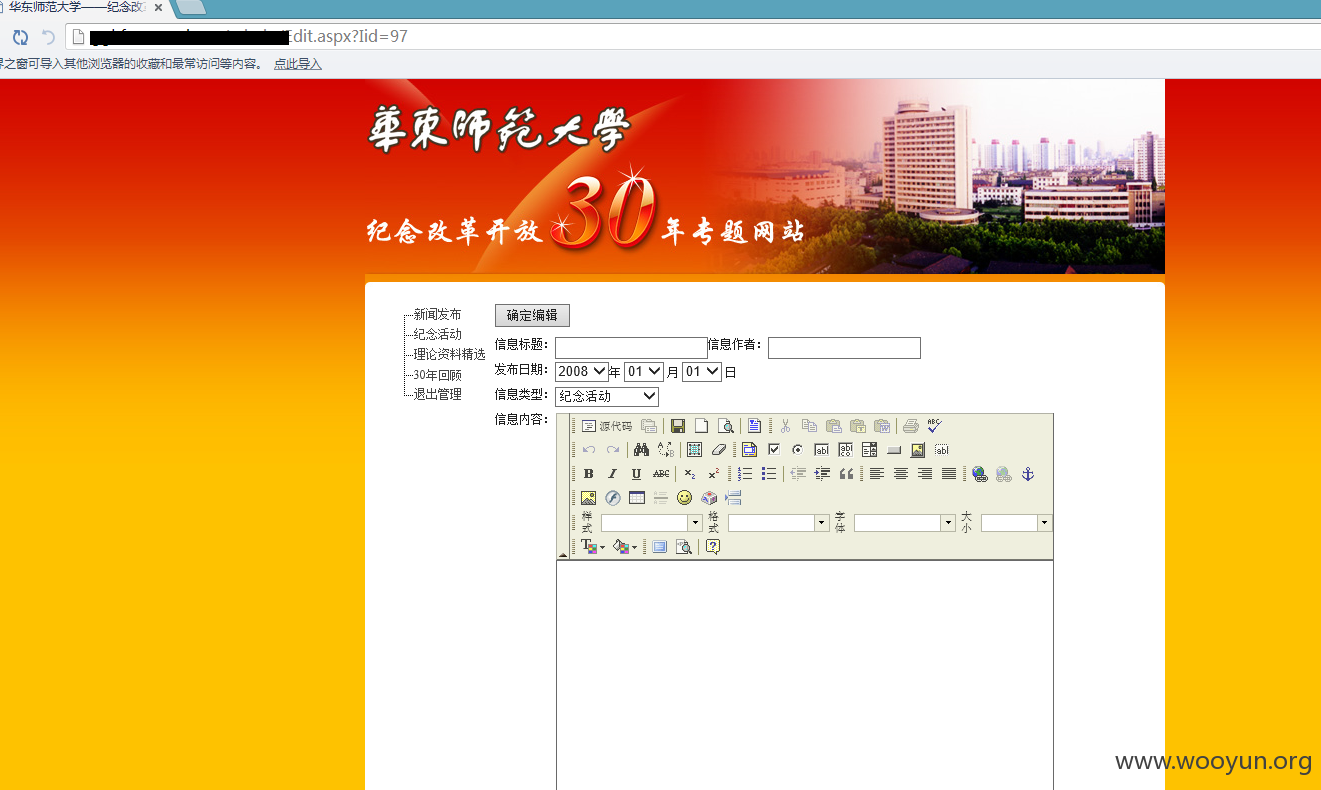 华东师范大学——纪念改
Edit.aspx?Iid=97
界之窗可导入其他浏览器的收藏和最常访问等内容。 点此导入
華東師範大學
纪念改革开放30年专题网站
新闻发布
纪念活动
理论资料精选
30年回顾
退出管理
确定编辑
信息标题： 信息作者：
发布日期： 2008 年 01 月 01 日
信息类型： 纪念活动
信息内容：
源代码
ABC
B I U ABC X₂ X²
样式 格式 字体 大小
www.wooyun.org